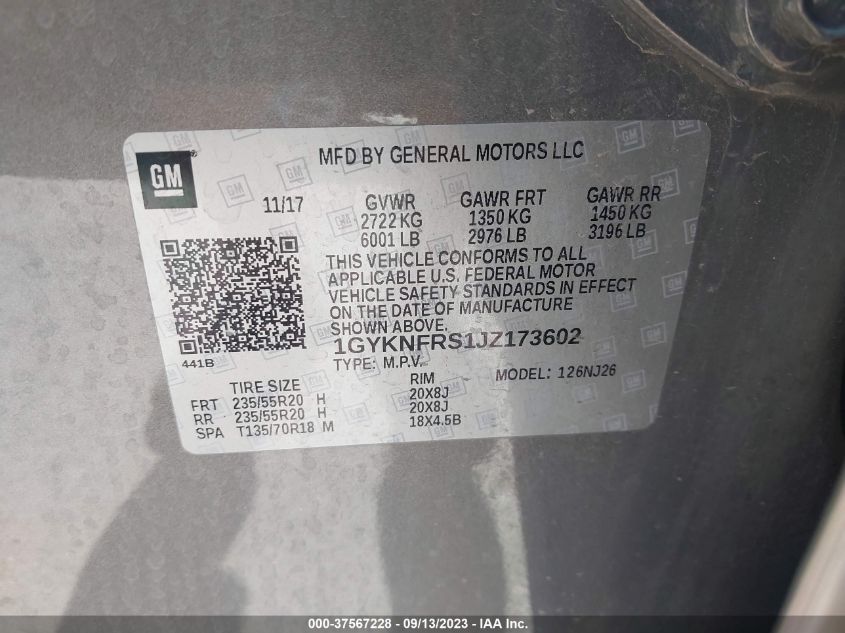 GM
MFD BY GENERAL MOTORS LLC
11/17 GVWR GAWR FRT GAWR RR
2722 KG 1350 KG 1450 KG
6001 LB 2976 LB 3196 LB
THIS VEHICLE CONFORMS TO ALL
APPLICABLE U.S. FEDERAL MOTOR
VEHICLE SAFETY STANDARDS IN EFFECT
ON THE DATE OF MANUFACTURE
SHOWN ABOVE.
1GYKNFRS1JZ173602
441B
TYPE: M.P.V. MODEL: 126NJ26
TIRE SIZE RIM
FRT 235/55R20 H 20X8J
RR 235/55R20 H 20X8J
SPA T135/70R18 M 18X4.5B
000-37567228 - 09/13/2023 - IAA Inc.